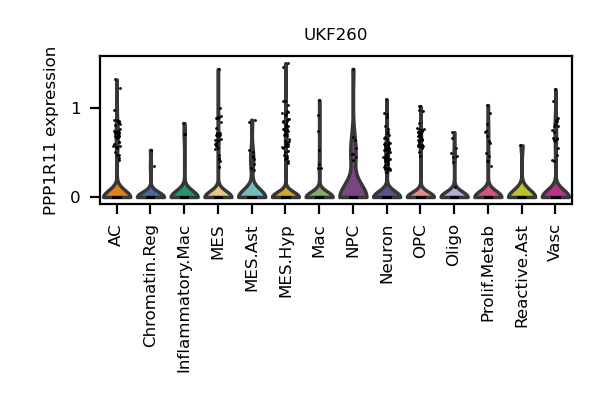 UKF260
PPP1R11 expression
1
0
AC
Chromatin.Reg
Inflammatory.Mac
MES
MES.Ast
MES.Hyp
Mac
NPC
Neuron
OPC
Oligo
Prolif.Metab
Reactive.Ast
Vasc